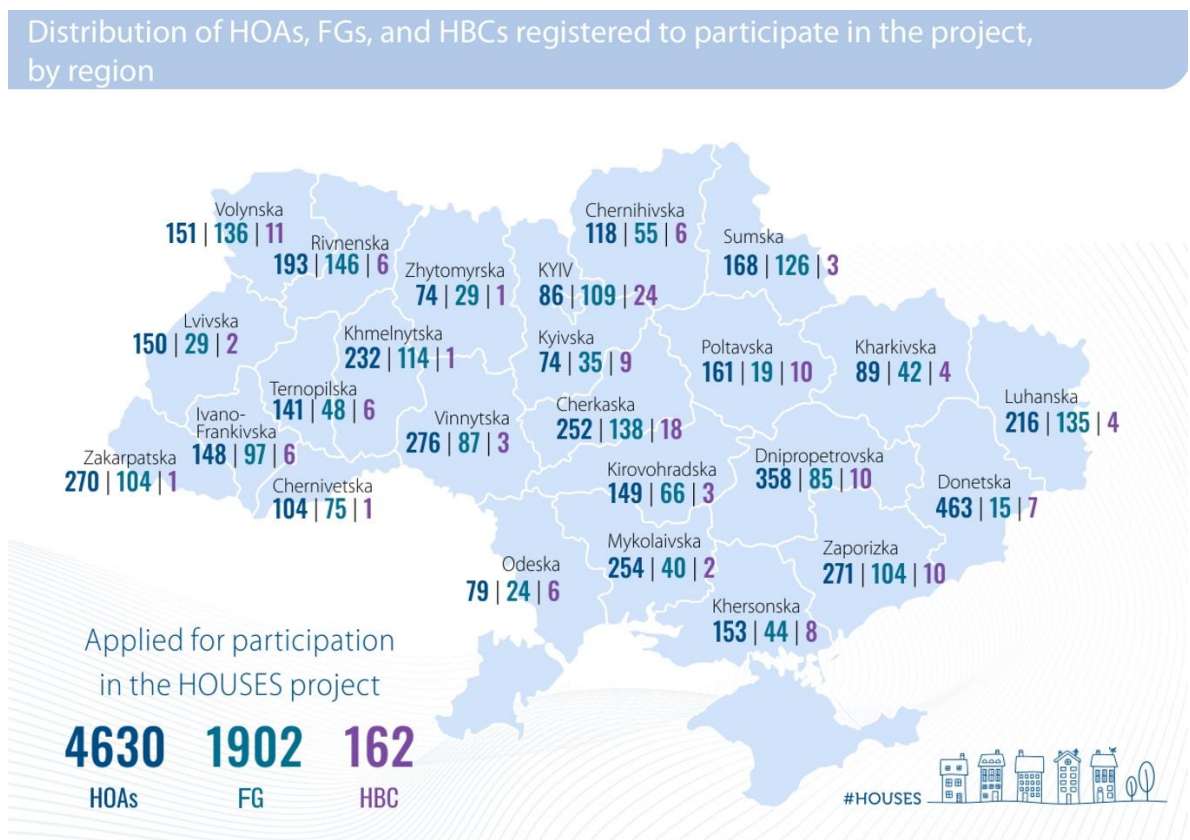 Distribution of HOAs, FGs, and HBCs registered to participate in the project,
by region
Volynska
151 | 136 | 11
Rivnenska
193 | 146 | 6
Zhytomyrska
74 | 29 | 1
KYIV
86 | 109 | 24
Chernihivska
118 | 55 | 6
Sumska
168 | 126 | 3
Lvivska
150 | 29 | 2
Khmelnytska
232 | 114 | 1
Kyivska
74 | 35 | 9
Poltavska
161 | 19 | 10
Kharkivska
89 | 42 | 4
Luhanska
216 | 135 | 4
Ternopilska
141 | 48 | 6
Ivano-
Frankivska
148 | 97 | 6
Vinnytska
276 | 87 | 3
Cherkaska
252 | 138 | 18
Zakarpatska
270 | 104 | 1
Chernivetska
104 | 75 | 1
Kirovohradska
149 | 66 | 3
Dnipropetrovska
358 | 85 | 10
Donetska
463 | 15 | 7
Odeska
79 | 24 | 6
Mykolaivska
254 | 40 | 2
Zaporizka
271 | 104 | 10
Khersonska
153 | 44 | 8
Applied for participation
in the HOUSES project
4630 1902 162
HOAs FG HBC
#HOUSES